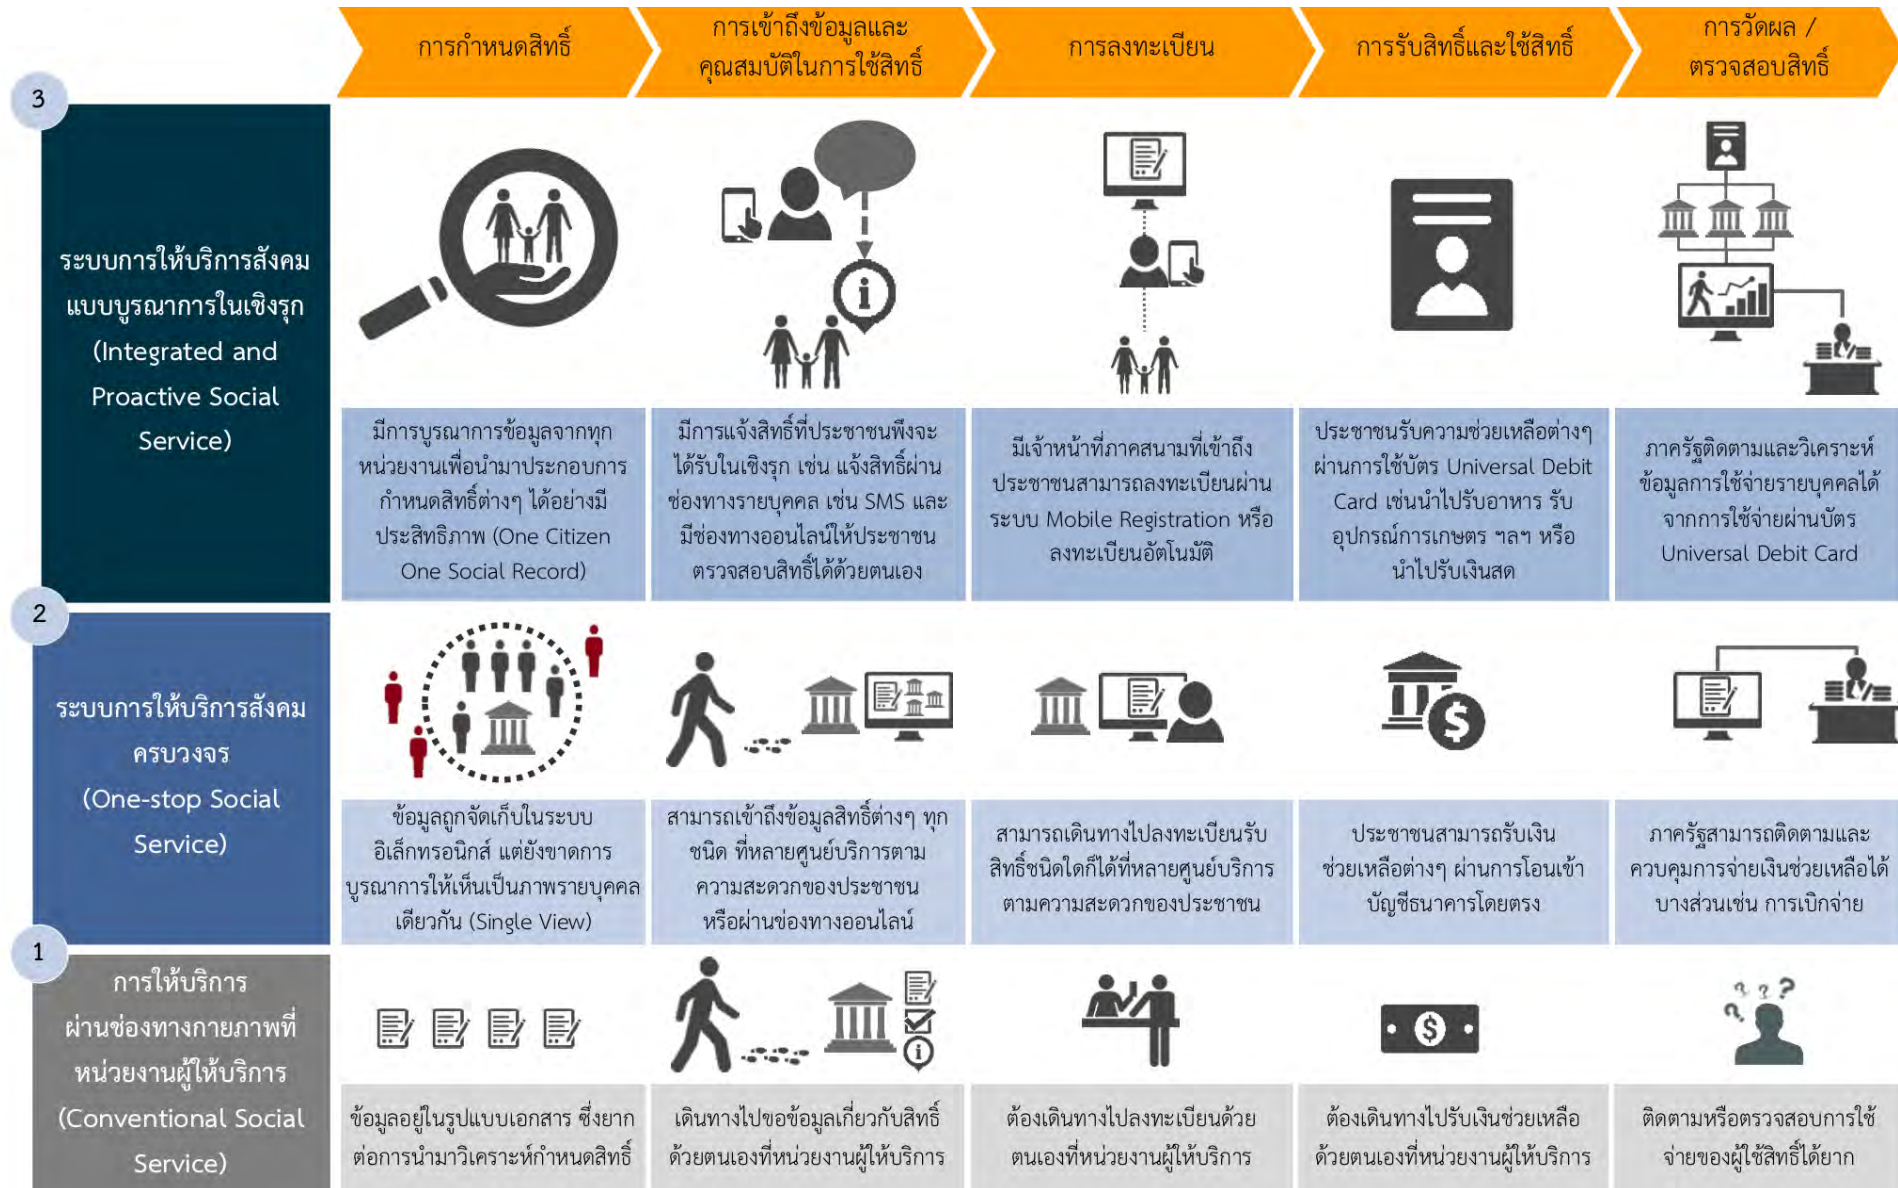 การกำหนดสิทธิ์
การเข้าถึงข้อมูลและ
คุณสมบัติในการใช้สิทธิ์
การลงทะเบียน
การรับสิทธิ์และใช้สิทธิ์
การวัดผล /
ตรวจสอบสิทธิ์
3
ระบบการให้บริการสังคม
แบบบูรณาการในเชิงรุก
(Integrated and
Proactive Social
Service)
มีการบูรณาการข้อมูลจากทุก
หน่วยงานเพื่อนำมาประกอบการ
กำหนดสิทธิ์ต่างๆ ได้อย่างมี
ประสิทธิภาพ (One Citizen
One Social Record)
มีการแจ้งสิทธิ์ที่ประชาชนพึงจะ
ได้รับในเชิงรุก เช่น แจ้งสิทธิ์ผ่าน
ช่องทางรายบุคคล เช่น SMS และ
มีช่องทางออนไลน์ให้ประชาชน
ตรวจสอบสิทธิ์ได้ด้วยตนเอง
มีเจ้าหน้าที่ภาคสนามที่เข้าถึง
ประชาชนสามารถลงทะเบียนผ่าน
ระบบ Mobile Registration หรือ
ลงทะเบียนอัตโนมัติ
ประชาชนรับความช่วยเหลือต่างๆ
ผ่านการใช้บัตร Universal Debit
Card เช่นนำไปรับอาหาร รับ
อุปกรณ์การเกษตร ฯลฯ หรือ
นำไปรับเงินสด
ภาครัฐติดตามและวิเคราะห์
ข้อมูลการใช้จ่ายรายบุคคลได้
จากการใช้จ่ายผ่านบัตร
Universal Debit Card
2
ระบบการให้บริการสังคม
ครบวงจร
(One-stop Social
Service)
ข้อมูลถูกจัดเก็บในระบบ
อิเล็กทรอนิกส์ แต่ยังขาดการ
บูรณาการให้เห็นเป็นภาพรายบุคคล
เดียวกัน (Single View)
สามารถเข้าถึงข้อมูลสิทธิ์ต่างๆ ทุก
ชนิด ที่หลายศูนย์บริการตาม
ความสะดวกของประชาชน
หรือผ่านข่องทางออนไลน์
สามารถเดินทางไปลงทะเบียนรับ
สิทธิ์ชนิดใดก็ได้ที่หลายศูนย์บริการ
ตามความสะดวกของประชาชน
ประชาชนสามารถรับเงิน
ช่วยเหลือต่างๆ ผ่านการโอนเข้า
บัญชีธนาคารโดยตรง
ภาครัฐสามารถติดตามและ
ควบคุมการจ่ายเงินช่วยเหลือได้
บางส่วนเช่น การเบิกจ่าย
1
การให้บริการ
ผ่านช่องทางกายภาพที่
หน่วยงานผู้ให้บริการ
(Conventional Social
Service)
ข้อมูลอยู่ในรูปแบบเอกสาร ซึ่งยาก
ต่อการนำมาวิเคราะห์กำหนดสิทธิ์
เดินทางไปขอข้อมูลเกี่ยวกับสิทธิ์
ด้วยตนเองที่หน่วยงานผู้ให้บริการ
ต้องเดินทางไปลงทะเบียนด้วย
ตนเองที่หน่วยงานผู้ให้บริการ
ต้องเดินทางไปรับเงินช่วยเหลือ
ด้วยตนเองที่หน่วยงานผู้ให้บริการ
ติดตามหรือตรวจสอบการใช้
จ่ายของผู้ใช้สิทธิ์ได้ยาก